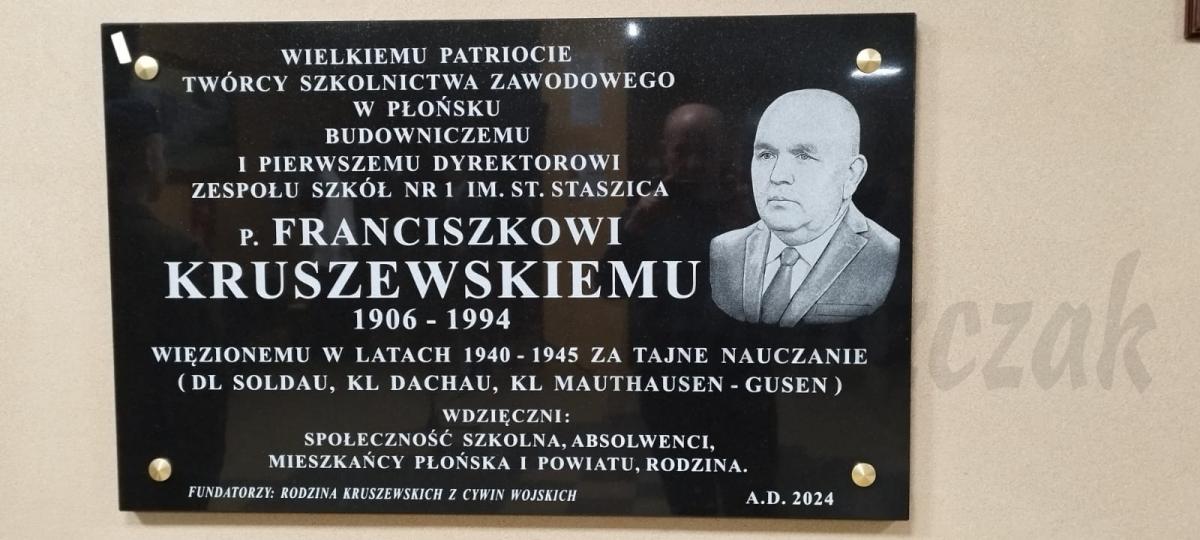 WIELKIEMU PATRIOCIE
TWÓRCY SZKOLNICTWA ZAWODOWEGO
W PŁOŃSKU
BUDOWNICZEMU
I PIERWSZEMU DYREKTOROWI
ZESPOŁU SZKÓŁ NR 1 IM. ST. STASZICA
P. FRANCISZKOWI
KRUSZEWSKIEMU
1906 - 1994
WIĘZIONEMU W LATACH 1940 - 1945 ZA TAJNE NAUCZANIE
( DL SOLDAU, KL DACHAU, KL MAUTHAUSEN - GUSEN )
WDZIĘCZNI:
SPOŁECZNOŚĆ SZKOLNA, ABSOLWENCI,
MIESZKAŃCY PŁOŃSKA I POWIATU, RODZINA.
FUNDATORZY: RODZINA KRUSZEWSKICH Z CYWIN WOJSKICH
A.D. 2024